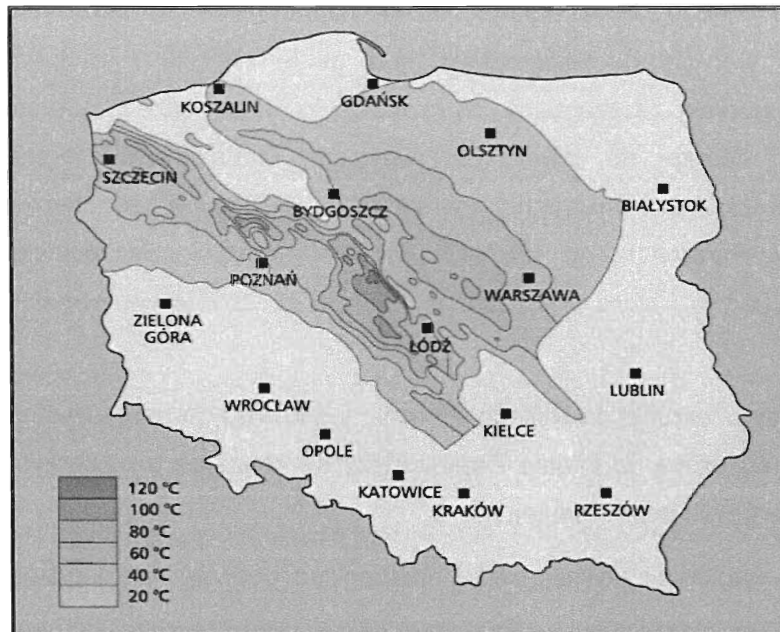 KOSZALIN
GDAŃSK
OLSZTYN
SZCZECIN
BIAŁYSTOK
BYDGOSZCZ
POZNAŃ
WARSZAWA
ZIELONA
GÓRA
ŁÓDŹ
LUBLIN
WROCŁAW
KIELCE
OPOLE
KATOWICE
KRAKÓW
RZESZÓW
120 °C
100 °C
80 °C
60 °C
40 °C
20 °C